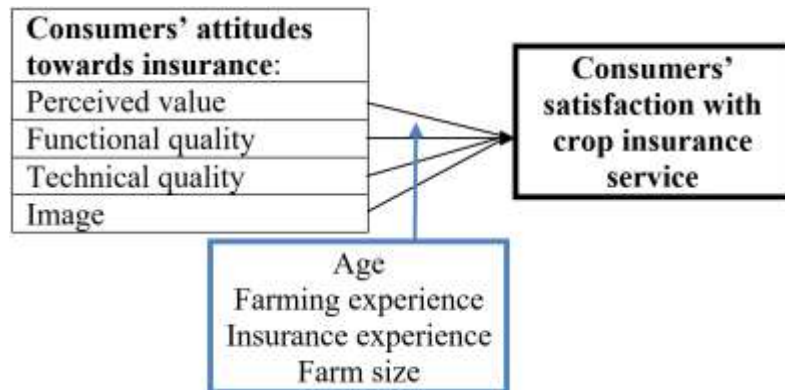 Consumers’ attitudes
towards insurance:
Perceived value
Functional quality
Technical quality
Image
Consumers’
satisfaction with
crop insurance
service
Age
Farming experience
Insurance experience
Farm size